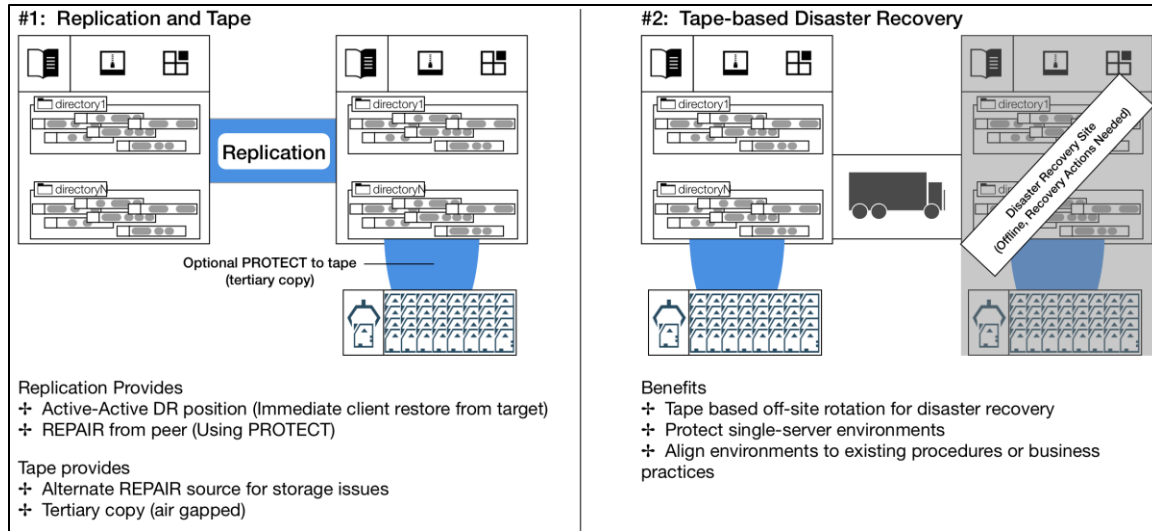 #1: Replication and Tape
directory1
directoryN
Replication
directory1
directoryN
Optional PROTECT to tape
(tertiary copy)
Replication Provides
✢ Active-Active DR position (Immediate client restore from target)
✢ REPAIR from peer (Using PROTECT)
Tape provides
✢ Alternate REPAIR source for storage issues
✢ Tertiary copy (air gapped)
#2: Tape-based Disaster Recovery
directory1
directoryN
directory1
Disaster Recovery Site
(Offline, Recovery Actions Needed)
Benefits
✢ Tape based off-site rotation for disaster recovery
✢ Protect single-server environments
✢ Align environments to existing procedures or business
practices